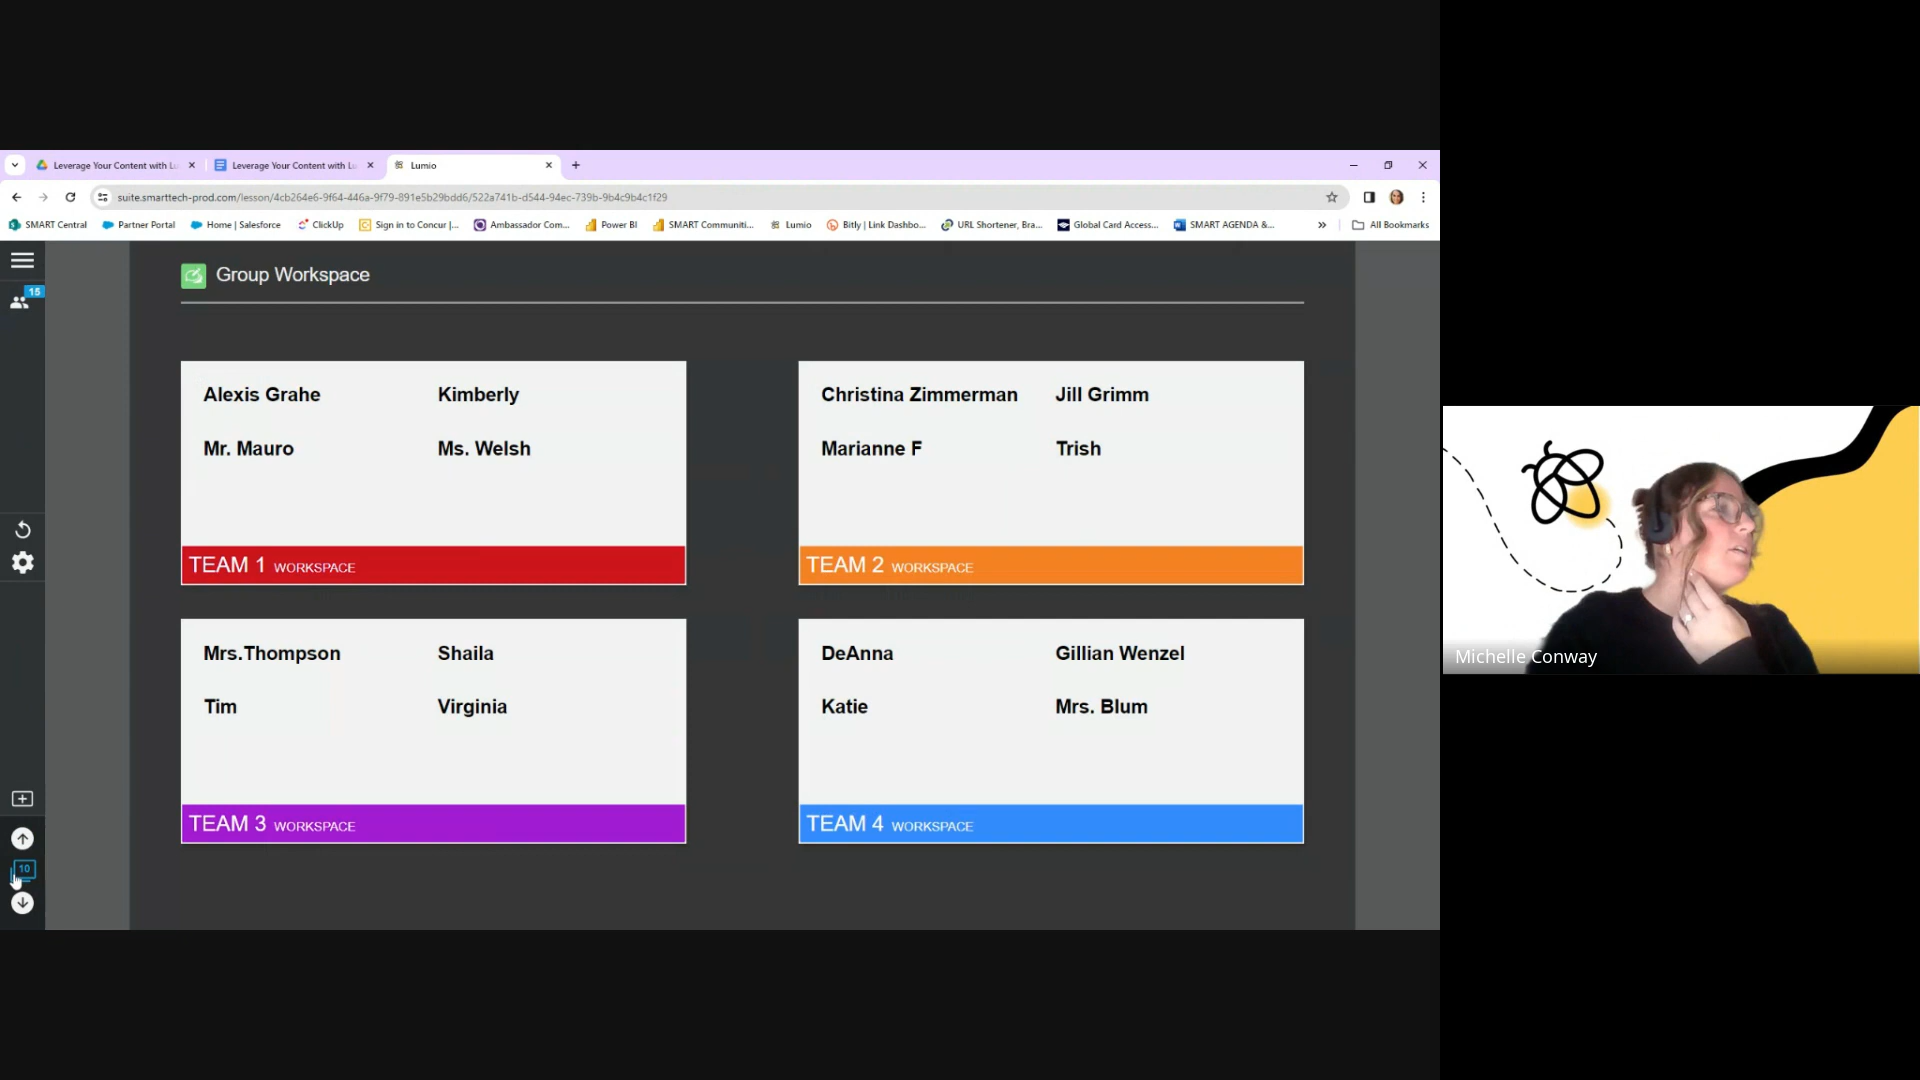 Leverage Your Content with Lu
Leverage Your Content with Lu
Lumio
suite.smarttech-prod.com/lesson/4cb264e6-9f64-446a-9f79-891e5b29bdd6/522a741b-d544-94ec-739b-9b4c9b4c1f29
SMART Central
Partner Portal
Home | Salesforce
ClickUp
Sign in to Concur |...
Ambassador Com...
Power BI
SMART Communiti...
Lumio
Bitly | Link Dashbo...
URL Shortener, Bra...
Global Card Access...
SMART AGENDA &...
All Bookmarks
15
Group Workspace
Alexis Grahe
Kimberly
Mr. Mauro
Ms. Welsh
TEAM 1 WORKSPACE
Christina Zimmerman
Jill Grimm
Marianne F
Trish
TEAM 2 WORKSPACE
Mrs.Thompson
Shaila
Tim
Virginia
TEAM 3 WORKSPACE
DeAnna
Gillian Wenzel
Katie
Mrs. Blum
TEAM 4 WORKSPACE
10
Michelle Conway